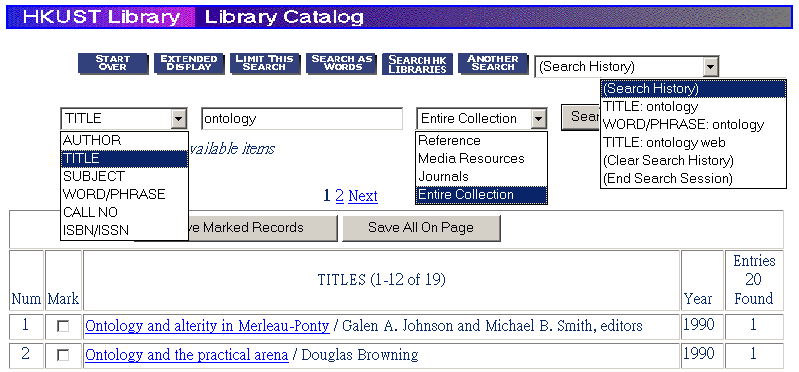 HKUST Library Library Catalog
START OVER
EXTENDED DISPLAY
LIMIT THIS SEARCH
SEARCH AS WORDS
SEARCH HK LIBRARIES
ANOTHER SEARCH
(Search History)
(Search History)
TITLE: ontology
WORD/PHRASE: ontology
TITLE: ontology web
(Clear Search History)
(End Search Session)
TITLE
ontology
Entire Collection
AUTHOR
TITLE
SUBJECT
WORD/PHRASE
CALL NO
ISBN/ISSN
Reference
Media Resources
Journals
Entire Collection
items
1 2 Next
Marked Records
Save All On Page
Num Mark TITLES (1-12 of 19) Year Entries 20 Found
1 Ontology and alterity in Merleau-Ponty / Galen A. Johnson and Michael B. Smith, editors 1990 1
2 Ontology and the practical arena / Douglas Browning 1990 1